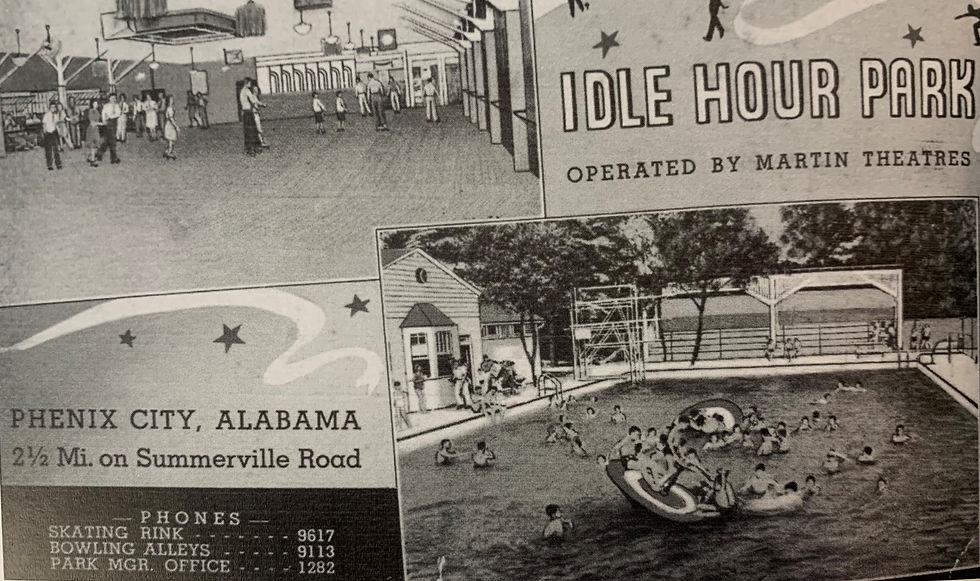 IDLE HOUR PARK
OPERATED BY MARTIN THEATRES
PHENIX CITY, ALABAMA
2½ Mi. on Summerville Road
— PHONES —
SKATING RINK - - - - - - - 9617
BOWLING ALLEYS - - - - - 9113
PARK MGR. OFFICE - - - - 1282